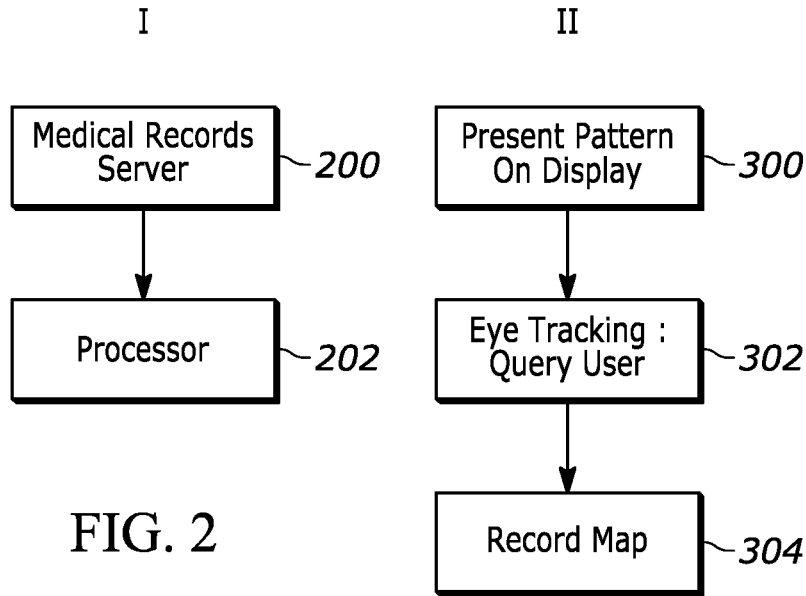 I
II
Medical Records
Server
200
Present Pattern
On Display
300
Processor
202
Eye Tracking :
Query User
302
FIG. 2
Record Map
304